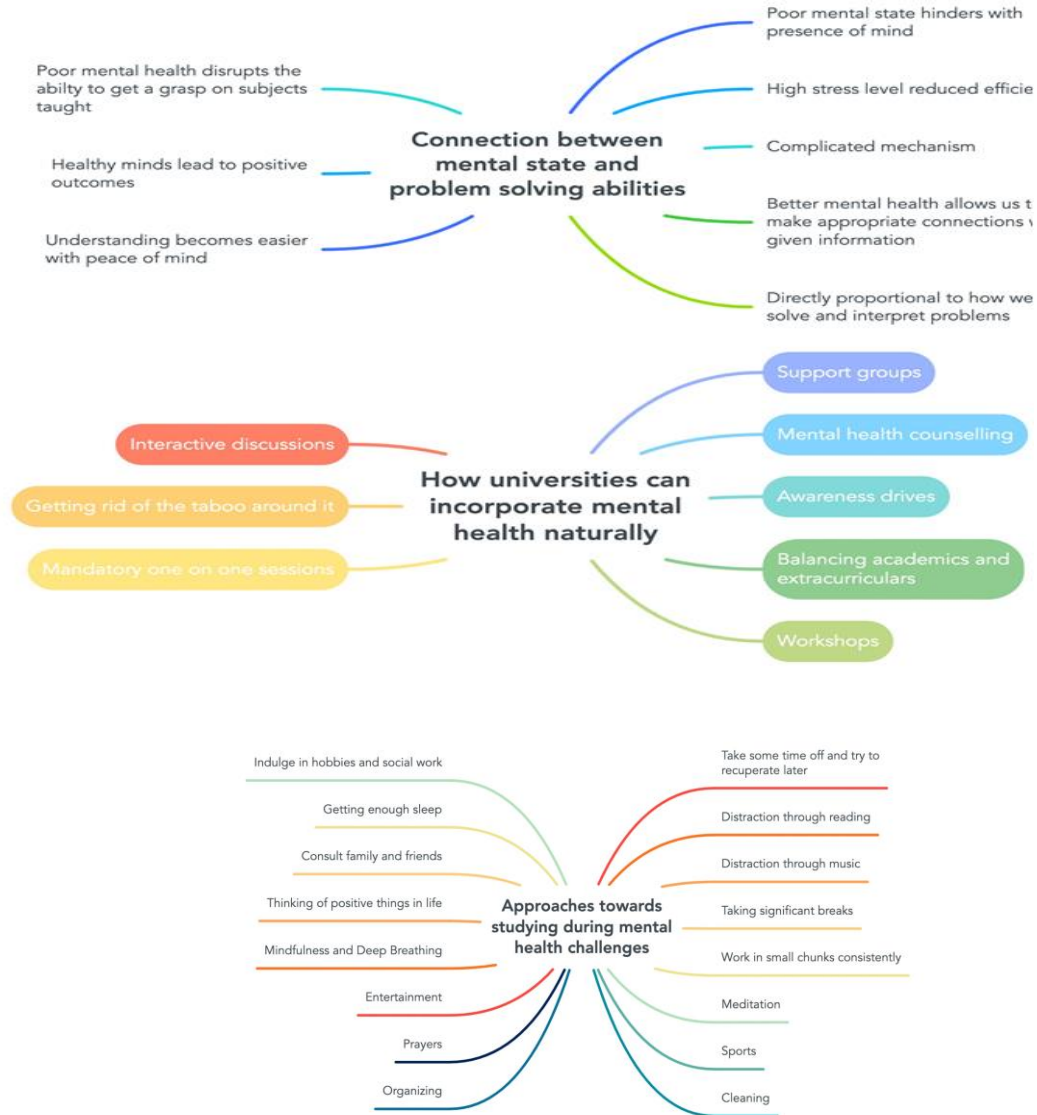 Poor mental health disrupts the
abilty to get a grasp on subjects
taught
Healthy minds lead to positive
outcomes
Understanding becomes easier
with peace of mind
Connection between
mental state and
problem solving abilities
Poor mental state hinders with
presence of mind
High stress level reduced efficie
Complicated mechanism
Better mental health allows us t
make appropriate connections
given information
Directly proportional to how we
solve and interpret problems
Interactive discussions
Getting rid of the taboo around it
Mandatory one on one sessions
How universities can
incorporate mental
health naturally
Support groups
Mental health counselling
Awareness drives
Balancing academics and
extracurriculars
Workshops
Indulge in hobbies and social work
Getting enough sleep
Consult family and friends
Thinking of positive things in life
Mindfulness and Deep Breathing
Entertainment
Prayers
Organizing
Approaches towards
studying during mental
health challenges
Take some time off and try to
recuperate later
Distraction through reading
Distraction through music
Taking significant breaks
Work in small chunks consistently
Meditation
Sports
Cleaning